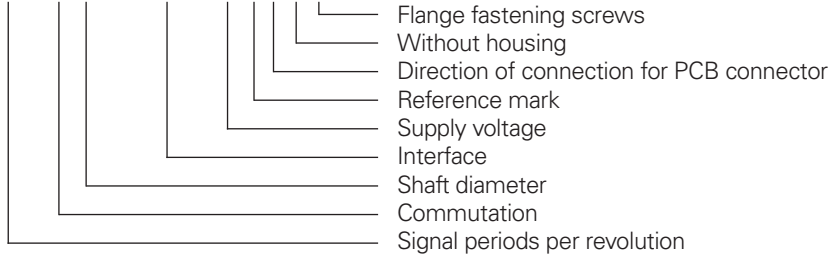 Flange fastening screws
Without housing
Direction of connection for PCB connector
Reference mark
Supply voltage
Interface
Shaft diameter
Commutation
Signal periods per revolution